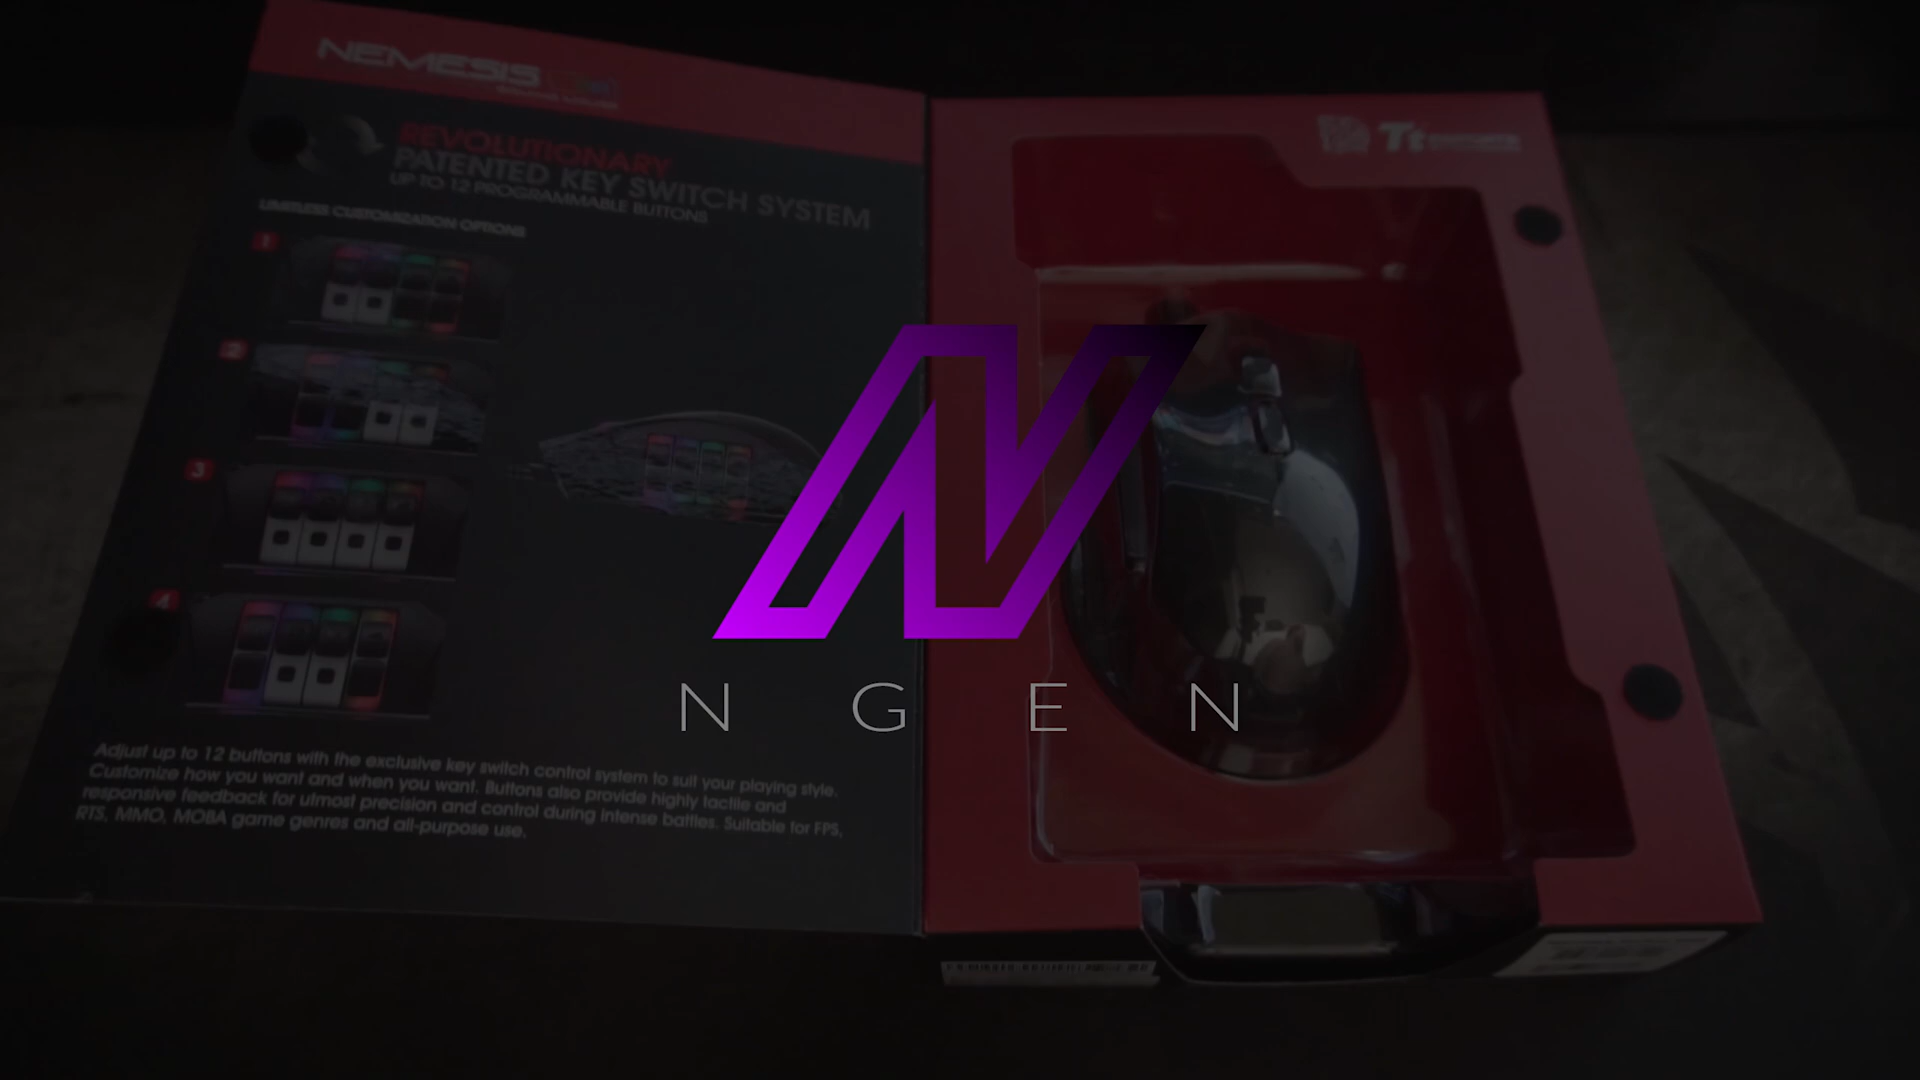 NEMESIS
REVOLUTIONARY
PATENTED KEY SWITCH SYSTEM
UP TO 12 PROGRAMMABLE BUTTONS
LIMITLESS CUSTOMIZATION OPTIONS
1
2
3
4
Adjust up to 12 buttons with the exclusive key switch control system to suit your playing style.
Customize how you want and when you want. Buttons also provide highly tactile and
responsive feedback for utmost precision and control during intense battles. Suitable for FPS,
RTS, MMO, MOBA game genres and all-purpose use.
Tt
N
NGEN